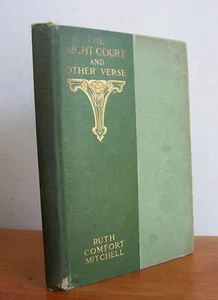 THE
NIGHT COURT
AND
OTHER VERSE
RUTH
COMFORT
MITCHELL